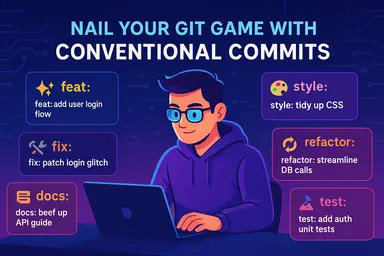 NAIL YOUR GIT GAME WITH
CONVENTIONAL COMMITS
feat:
feat: add user login
flow
fix:
fix: patch login glitch
docs:
docs: beef up
API guide
style:
style: tidy up CSS
refactor:
refactor: streamline
DB calls
test:
test: add auth
unit tests